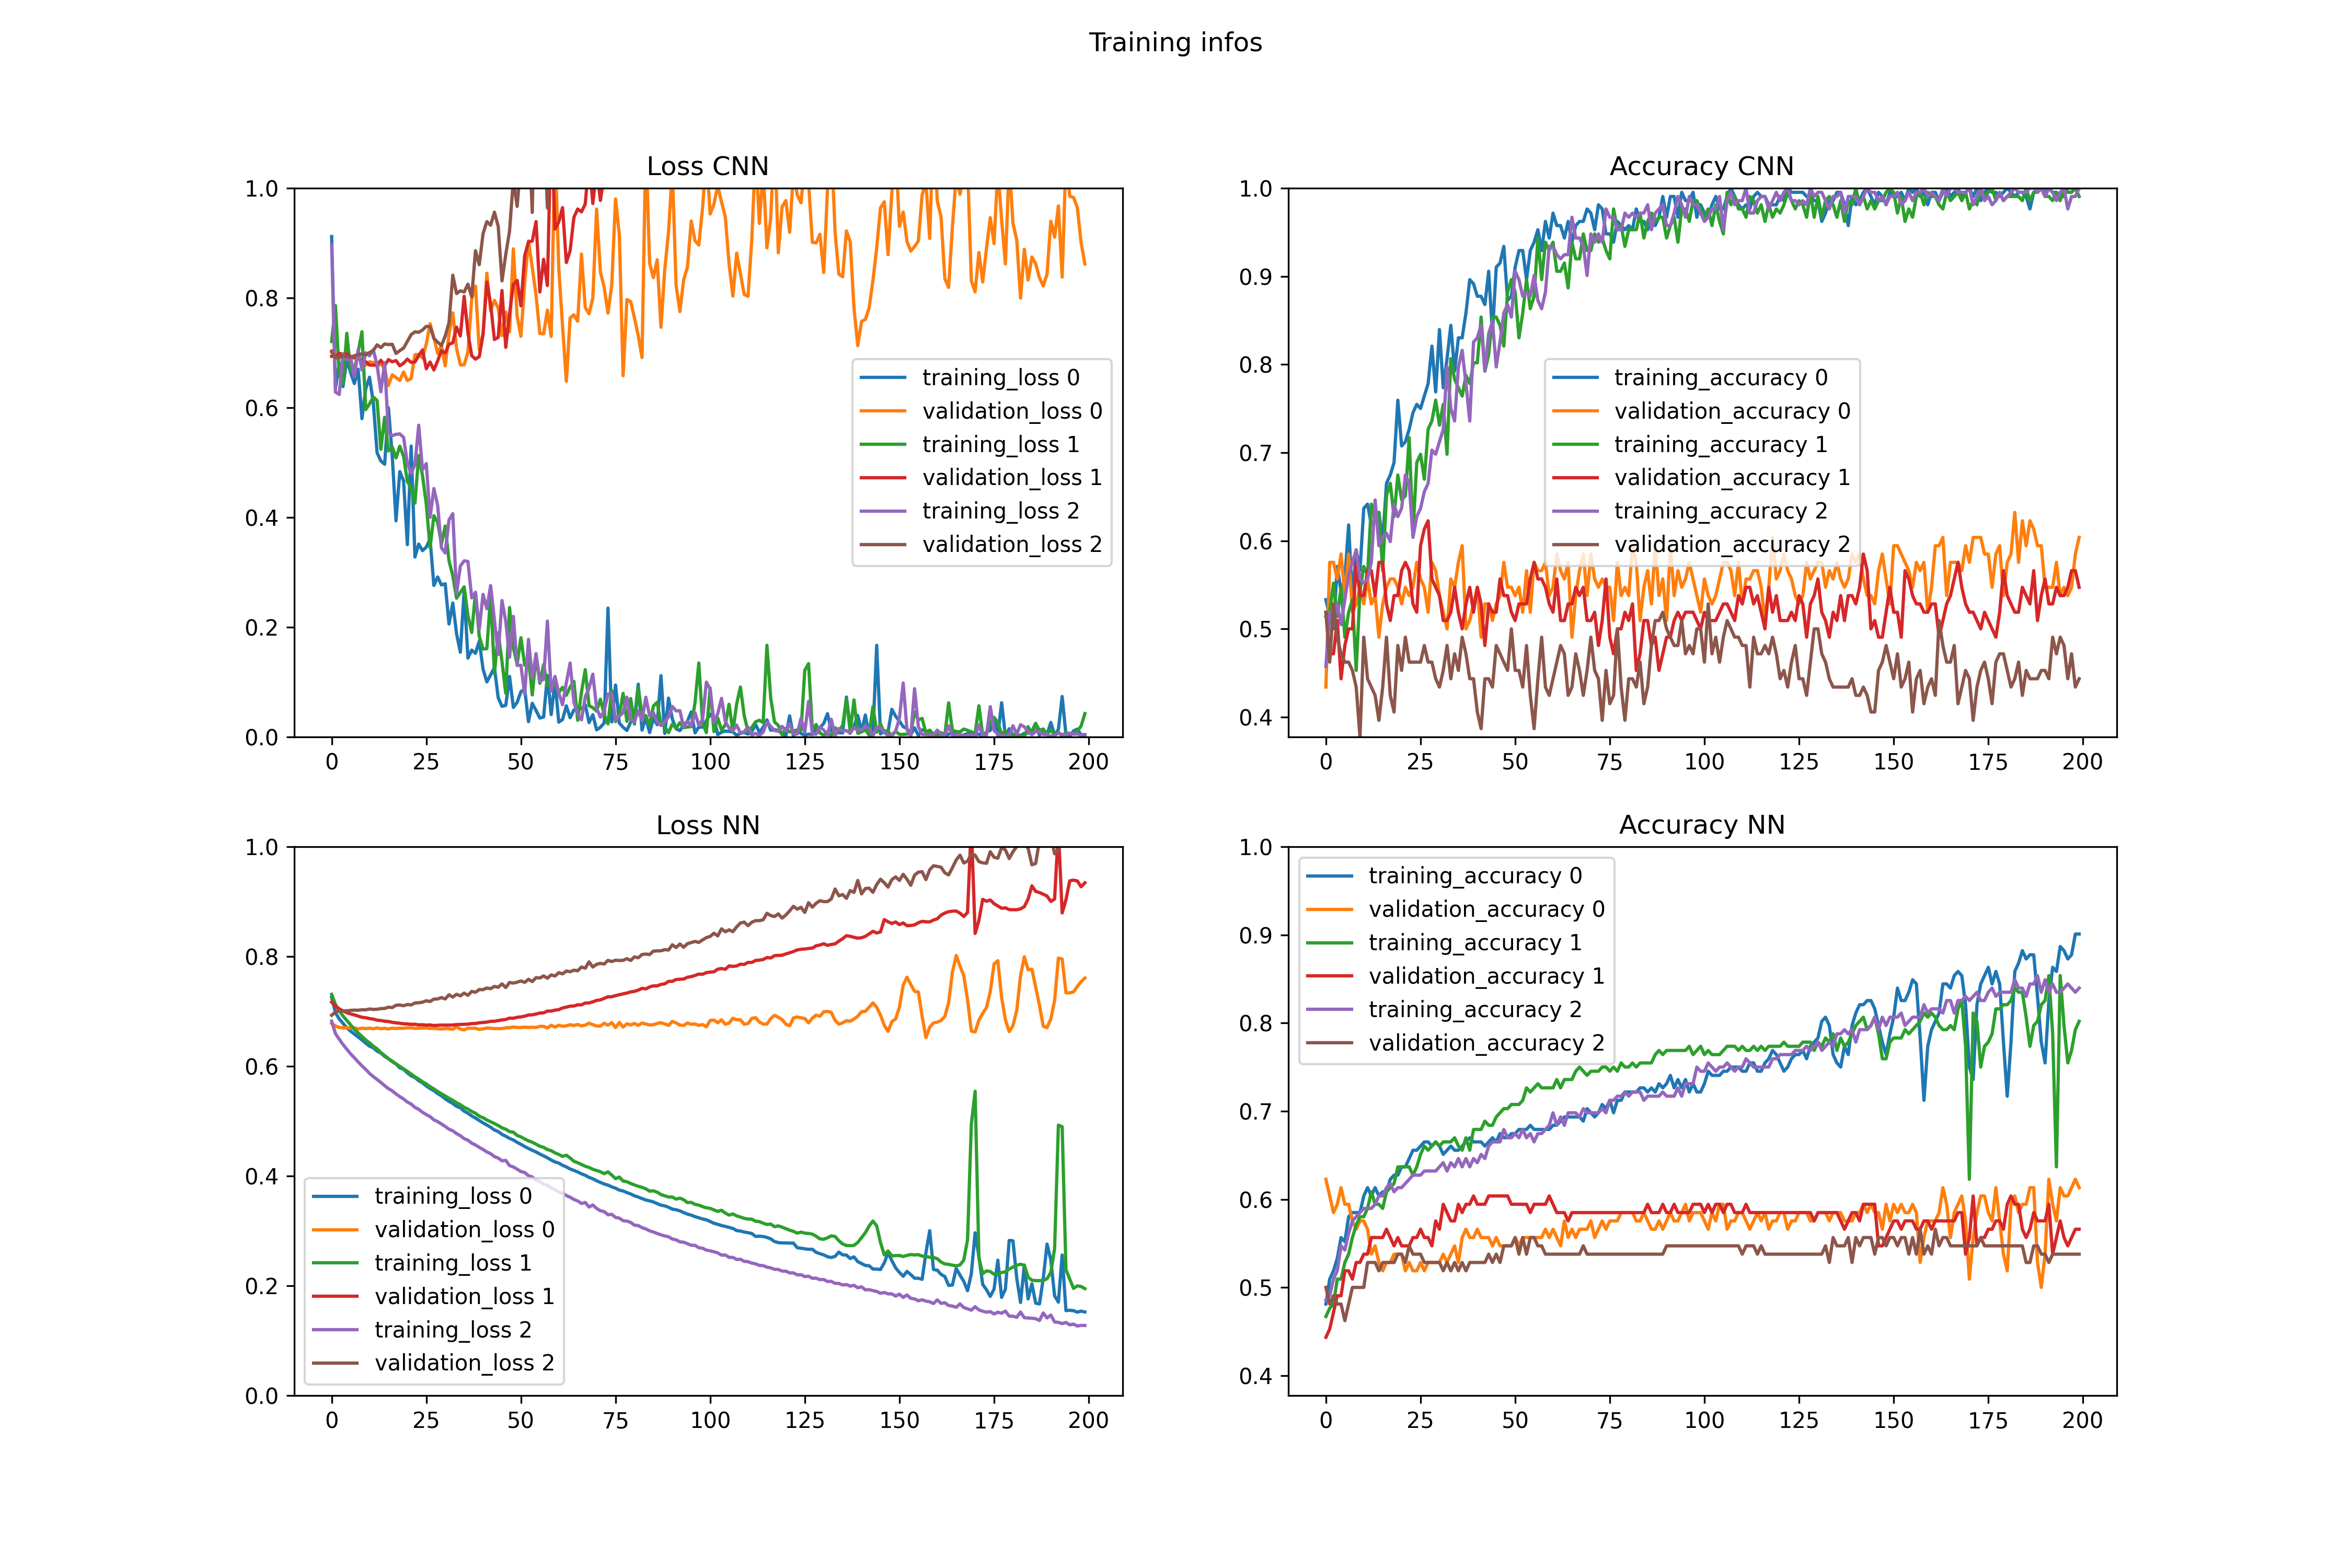 Training infos
Loss CNN
1.0
0.8
0.6
0.4
0.2
0.0
0 25 50 75 100 125 150 175 200
training_loss 0
validation_loss 0
training_loss 1
validation_loss 1
training_loss 2
validation_loss 2
Accuracy CNN
1.0
0.9
0.8
0.7
0.6
0.5
0.4
0 25 50 75 100 125 150 175 200
training_accuracy 0
validation_accuracy 0
training_accuracy 1
validation_accuracy 1
training_accuracy 2
validation_accuracy 2
Loss NN
1.0
0.8
0.6
0.4
0.2
0.0
0 25 50 75 100 125 150 175 200
training_loss 0
validation_loss 0
training_loss 1
validation_loss 1
training_loss 2
validation_loss 2
Accuracy NN
1.0
0.9
0.8
0.7
0.6
0.5
0.4
0 25 50 75 100 125 150 175 200
training_accuracy 0
validation_accuracy 0
training_accuracy 1
validation_accuracy 1
training_accuracy 2
validation_accuracy 2